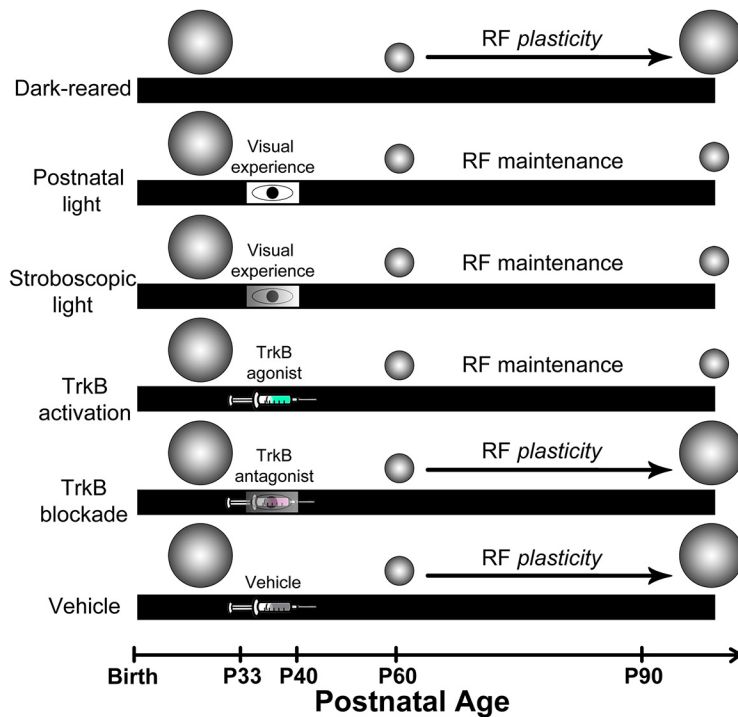 RF plasticity
Dark-reared
Visual
experience
RF maintenance
Postnatal
light
Visual
experience
RF maintenance
Stroboscopic
light
TrkB
agonist
RF maintenance
TrkB
activation
TrkB
antagonist
RF plasticity
TrkB
blockade
RF plasticity
Vehicle
Vehicle
Birth P33 P40 P60 P90
Postnatal Age